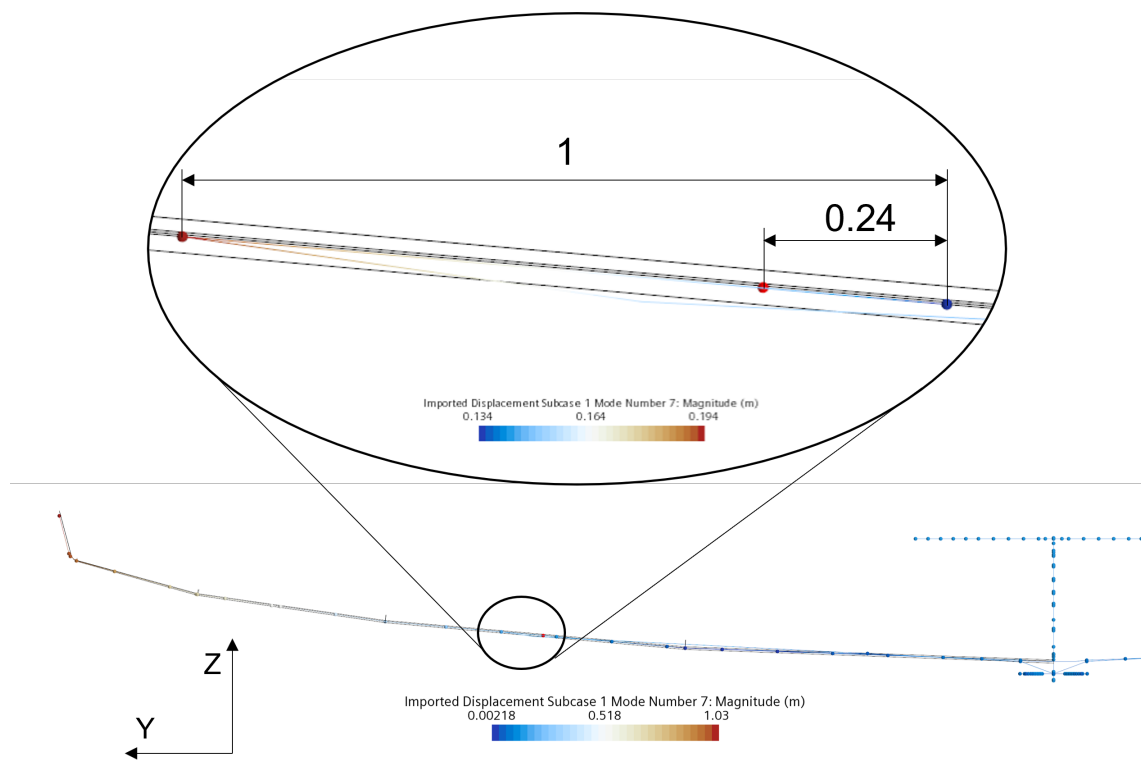 1
0.24
Imported Displacement Subcase 1 Mode Number 7: Magnitude (m)
0.134 0.164 0.194
Z
Y
Imported Displacement Subcase 1 Mode Number 7: Magnitude (m)
0.00218 0.518 1.03